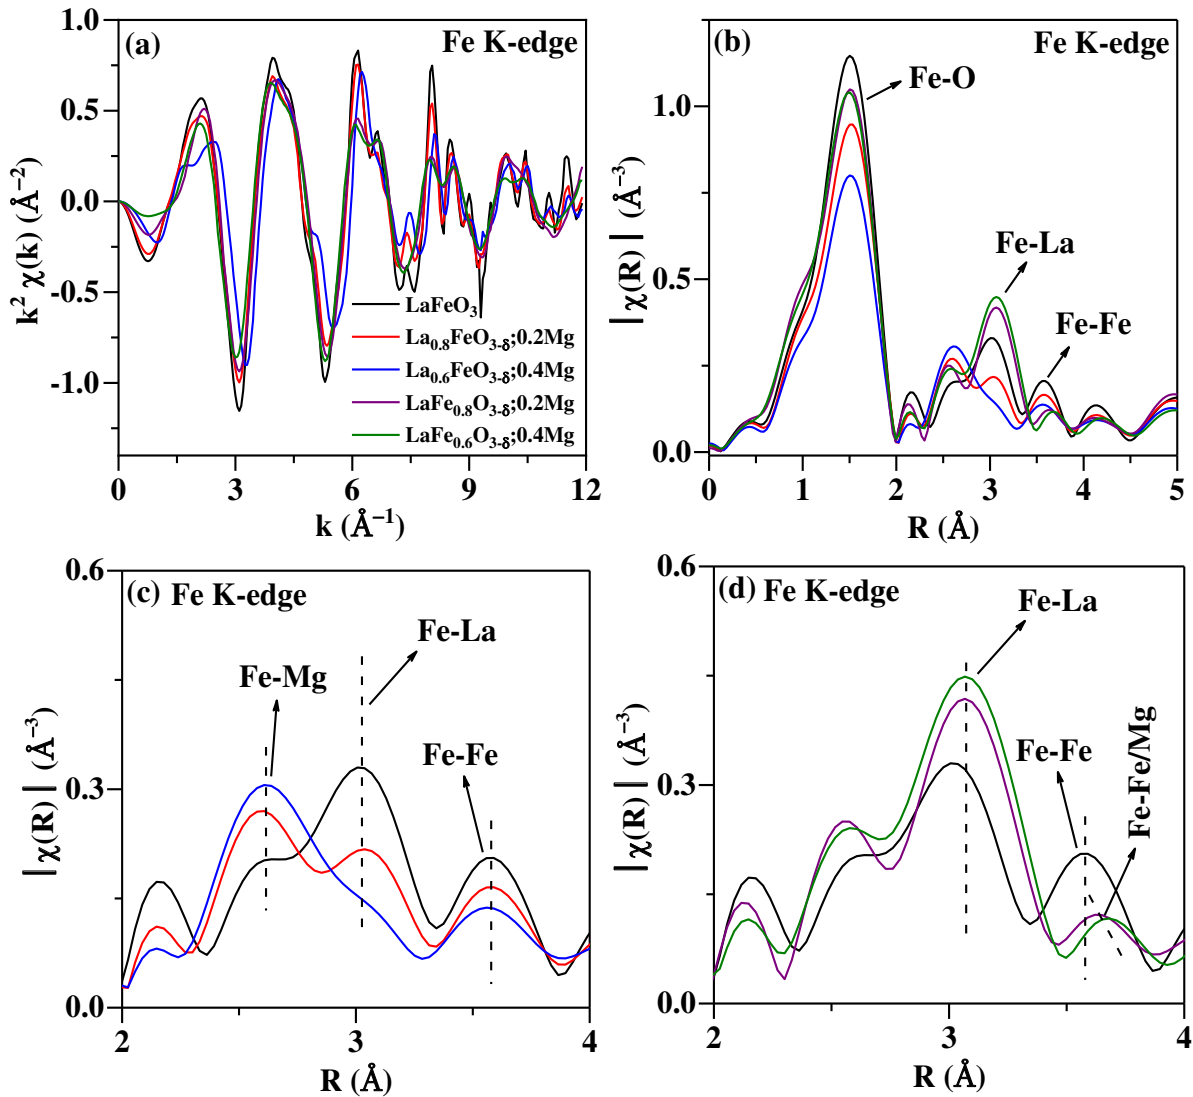 (a) Fe K-edge
1.0
0.5
0.0
-0.5
-1.0
k² χ(k) (Å⁻²)
LaFeO₃
La₀.₈FeO₃₋δ;0.2Mg
La₀.₆FeO₃₋δ;0.4Mg
LaFe₀.₈O₃₋δ;0.2Mg
LaFe₀.₆O₃₋δ;0.4Mg
0 3 6 9 12
k (Å⁻¹)
(b) Fe K-edge
Fe-O
Fe-La
Fe-Fe
1.0
0.5
0.0
|χ(R)| (Å⁻³)
0 1 2 3 4 5
R (Å)
(c) Fe K-edge
Fe-La
Fe-Mg
Fe-Fe
0.6
0.3
0.0
|χ(R)| (Å⁻³)
2 3 4
R (Å)
(d) Fe K-edge
Fe-La
Fe-Fe
Fe-Fe/Mg
0.6
0.3
0.0
|χ(R)| (Å⁻³)
2 3 4
R (Å)